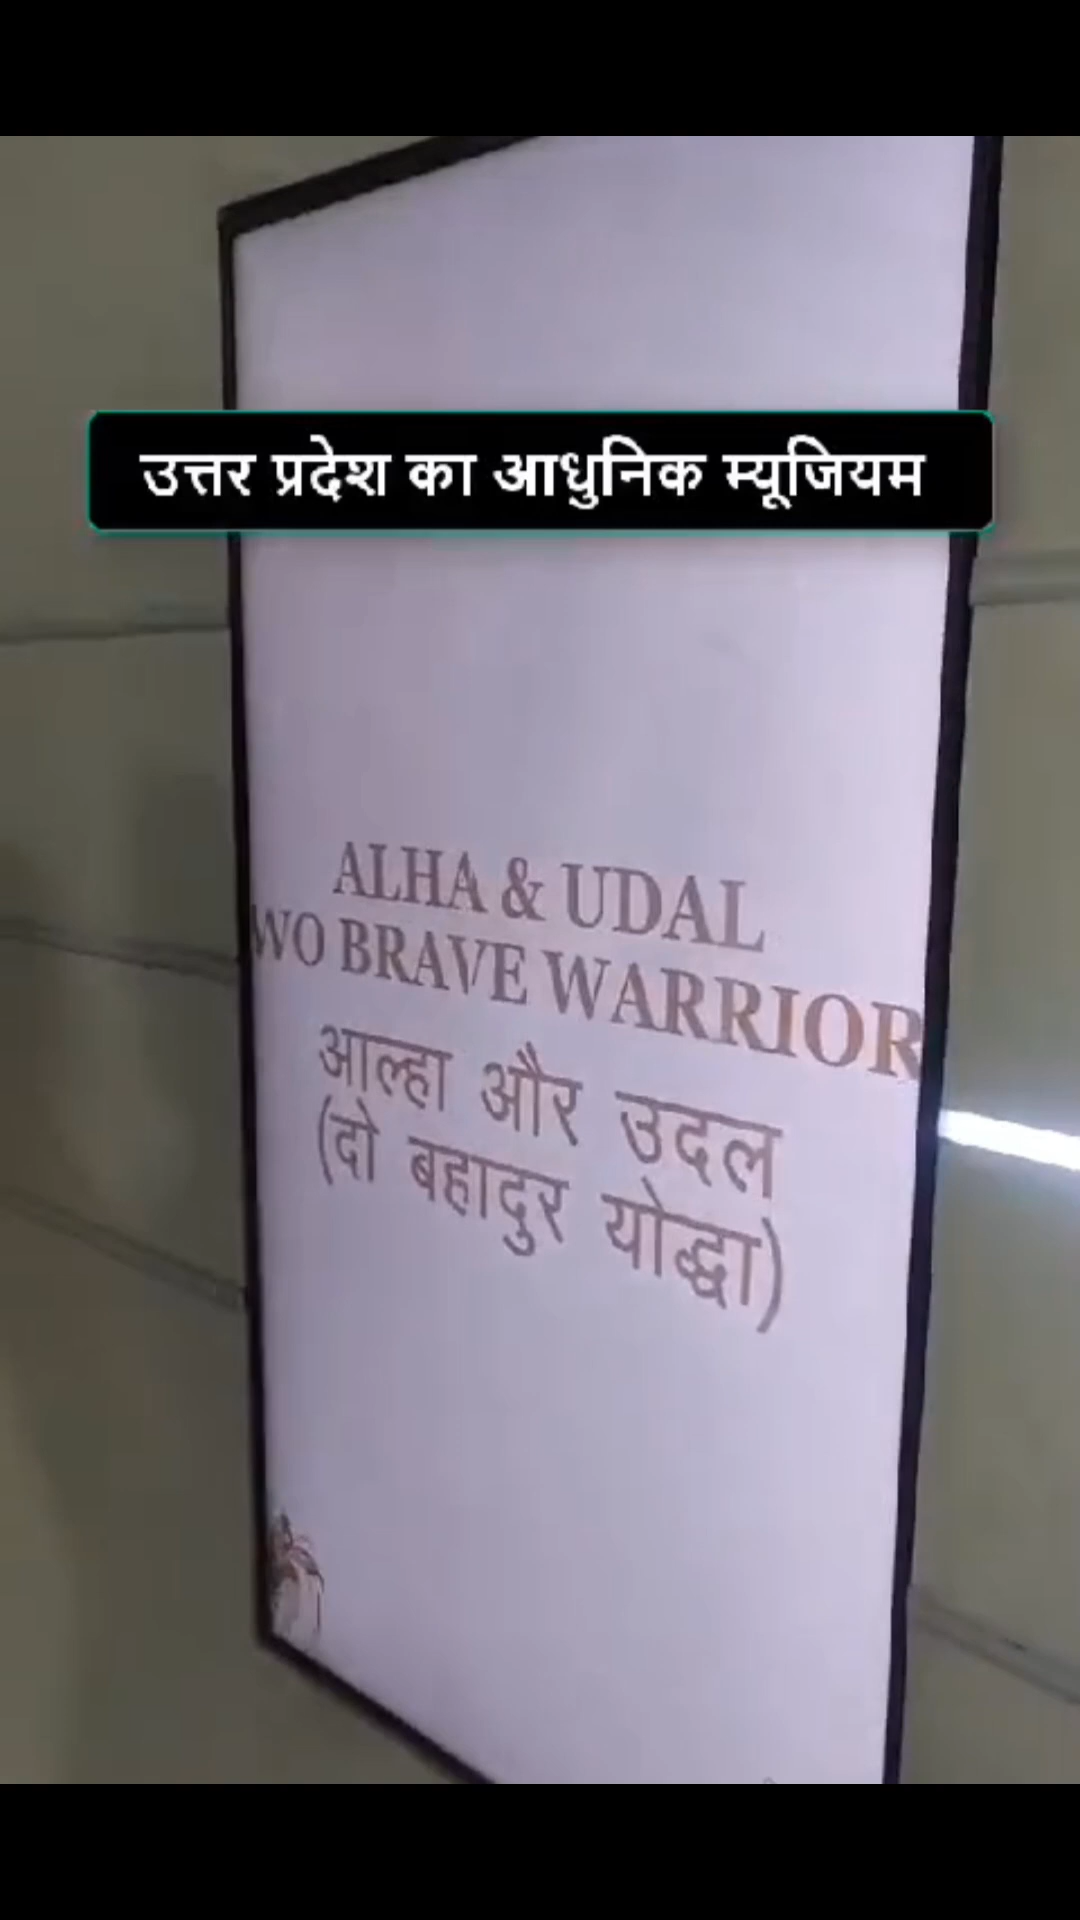 उत्तर प्रदेश का आधुनिक म्यूजियम
ALHA & UDAL
WO BRAVE WARRIOR
आल्हा और उदल
(दो बहादुर योद्धा)